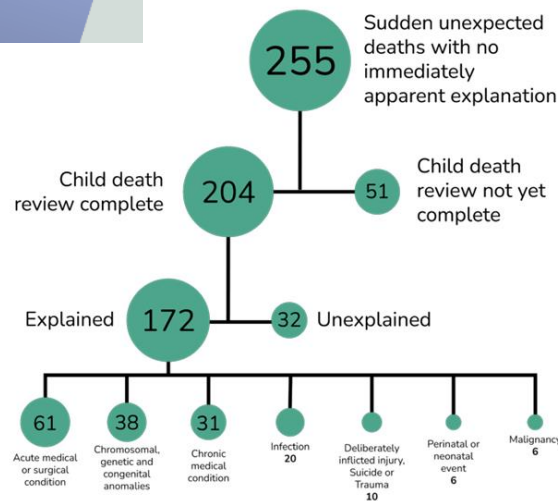 255
Sudden unexpected
deaths with no
immediately
apparent explanation
Child death
review complete
204
51
Child death
review not yet
complete
Explained
172
32
Unexplained
61
Acute medical
or surgical
condition
38
Chromosomal,
genetic and
congenital
anomalies
31
Chronic
medical
condition
Infection
20
Deliberately
inflicted injury,
Suicide or
Trauma
10
Perinatal or
neonatal
event
6
Malignancy
6